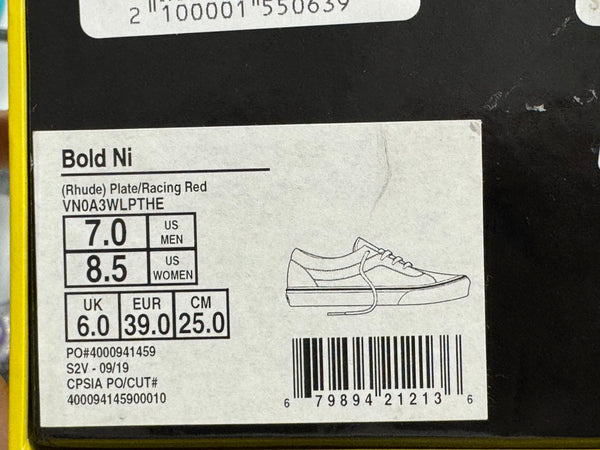 2 100001 550639
Bold Ni
(Rhude) Plate/Racing Red
VN0A3WLPTHE
7.0 US MEN
8.5 US WOMEN
UK EUR CM
6.0 39.0 25.0
PO#4000941459
S2V - 09/19
CPSIA PO/CUT#
400094145900010
6 79894 21213 6